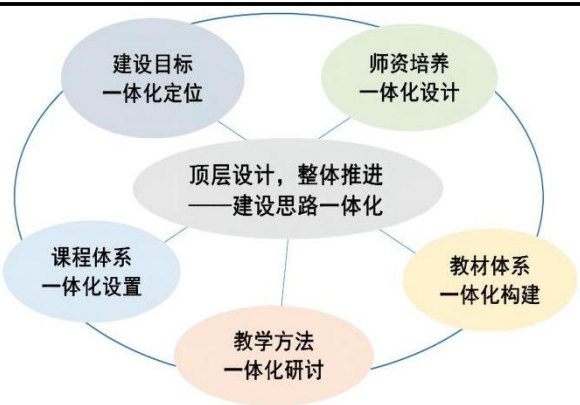 建设目标
一体化定位
师资培养
一体化设计
顶层设计，整体推进
——建设思路一体化
课程体系
一体化设置
教材体系
一体化构建
教学方法
一体化研讨